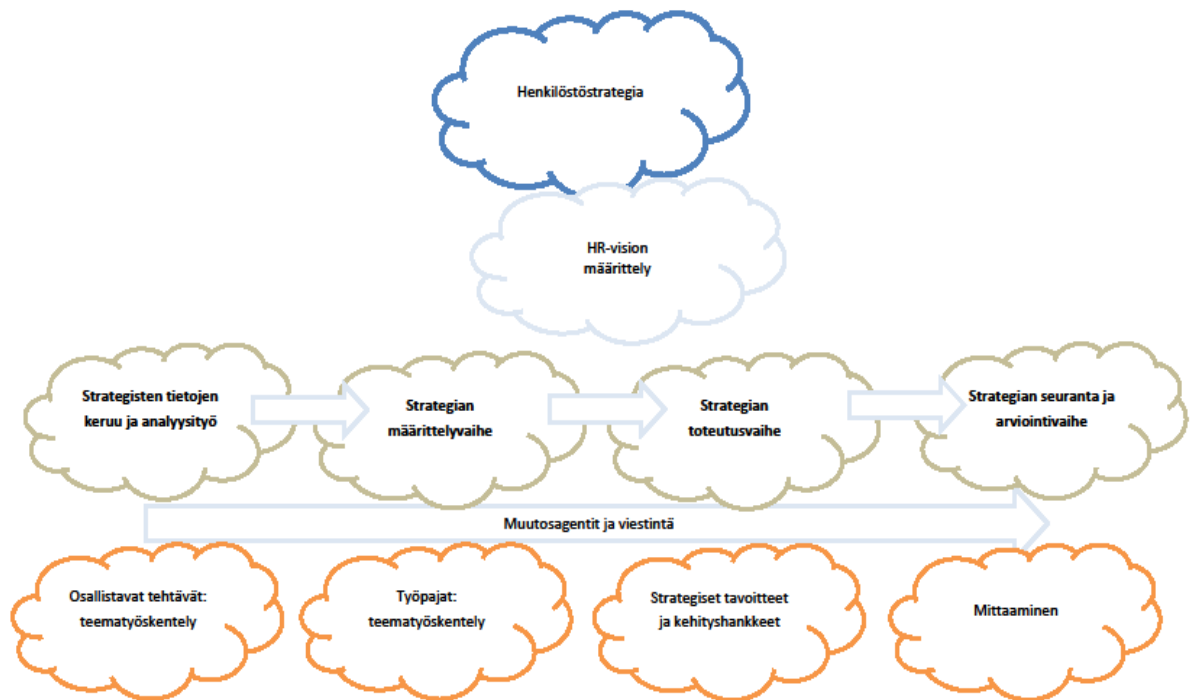 Henkilöstöstrategia
HR-vision
määrittely
Strategisten tietojen
keruu ja analyysityö
Strategian
määrittelyvaihe
Strategian
toteutusvaihe
Strategian seuranta ja
arviointivaihe
Muutosagentit ja viestintä
Osallistavat tehtävät:
teematyöskentely
Työpajat:
teematyöskentely
Strategiset tavoitteet
ja kehityshankkeet
Mittaaminen